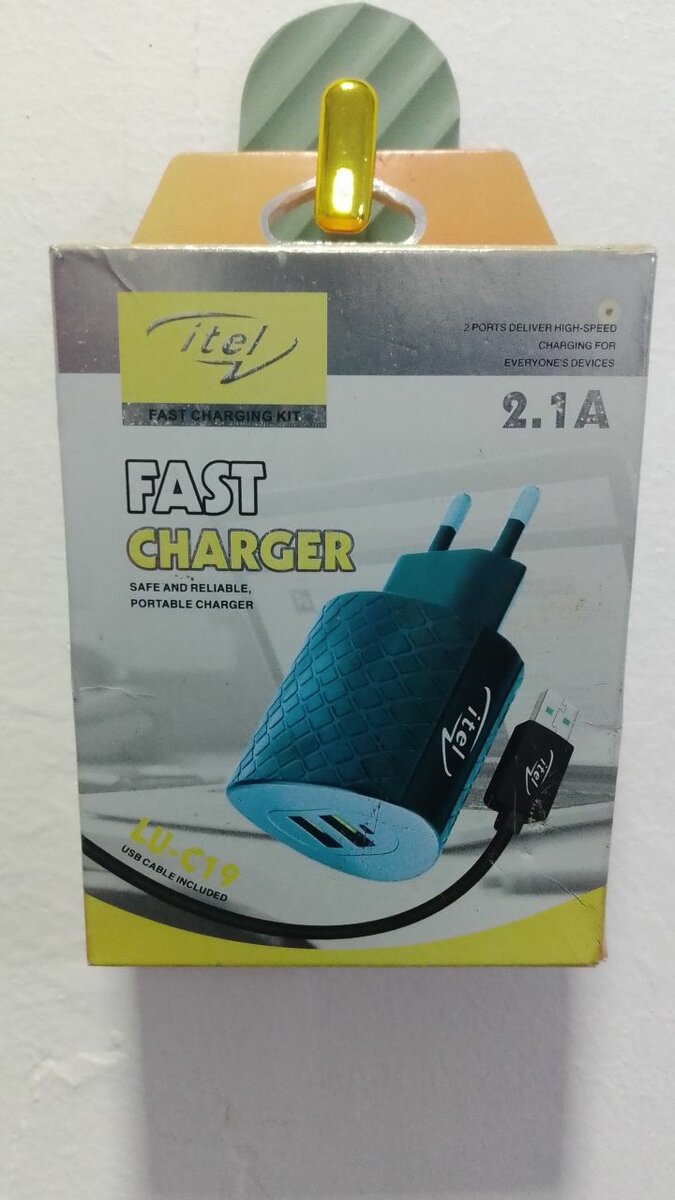 itel
FAST CHARGING KIT
2 PORTS DELIVER HIGH-SPEED
CHARGING FOR
EVERYONE'S DEVICES
2.1A
FAST
CHARGER
SAFE AND RELIABLE,
PORTABLE CHARGER
itel
itel
LU-C19
USB CABLE INCLUDED